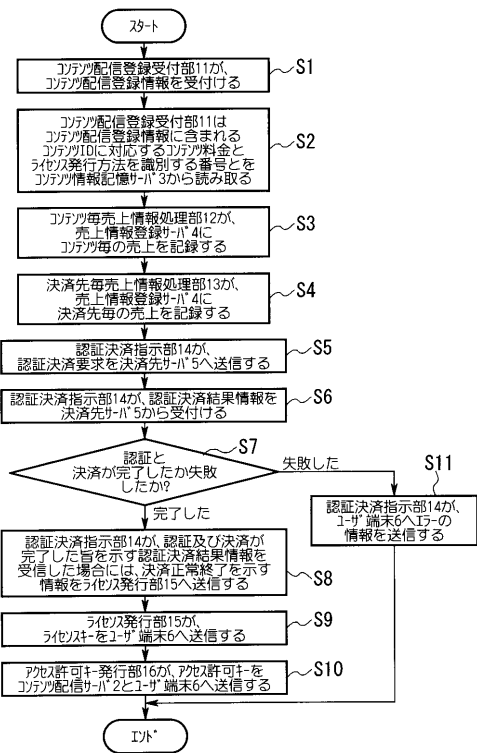 スタート
コンテンツ配信登録受付部11が、
コンテンツ配信登録情報を受付ける
S1
コンテンツ配信登録受付部11は
コンテンツ配信登録情報に含まれる
コンテンツIDに対応するコンテンツ料金と
ライセンス発行方法を識別する番号とを
コンテンツ情報記憶サーバ3から読み取る
S2
コンテンツ毎売上情報処理部12が、
売上情報登録サーバ4に
コンテンツ毎の売上を記録する
S3
決済先毎売上情報処理部13が、
売上情報登録サーバ4に
決済先毎の売上を記録する
S4
認証決済指示部14が、
認証決済要求を決済先サーバ5へ送信する
S5
認証決済指示部14が、認証決済結果情報を
決済先サーバ5から受付ける
S6
認証と
決済が完了したか失敗
したか?
S7
失敗した
完了した
認証決済指示部14が、
ユーザ端末6へエラーの
情報を送信する
S11
認証決済指示部14が、認証及び決済が
完了した旨を示す認証決済結果情報を
受信した場合には、決済正常終了を示す
情報をライセンス発行部15へ送信する
S8
ライセンス発行部15が、
ライセンスキーをユーザ端末6へ送信する
S9
アクセス許可キー発行部16が、アクセス許可キーを
コンテンツ配信サーバ2とユーザ端末6へ送信する
S10
エンド